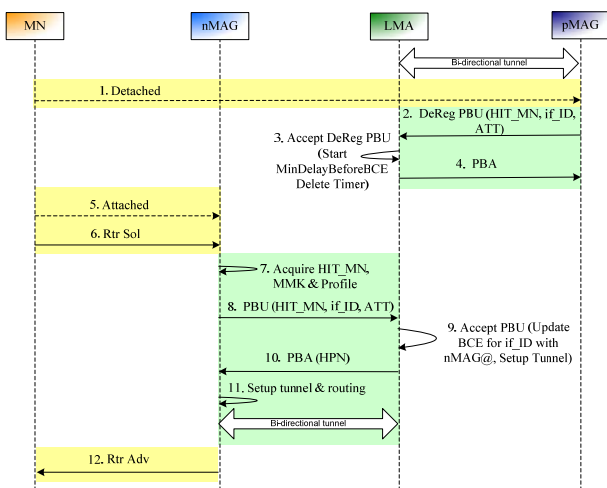 MN
nMAG
LMA
pMAG
Bi-directional tunnel
1. Detached
2. DeReg PBU (HIT_MN, if_ID,
ATT)
3. Accept DeReg PBU
(Start
MinDelayBeforeBCE
Delete Timer)
4. PBA
5. Attached
6. Rtr Sol
7. Acquire HIT_MN,
MMK & Profile
8. PBU (HIT_MN, if_ID, ATT)
9. Accept PBU (Update
BCE for if_ID with
nMAG@, Setup Tunnel)
10. PBA (HPN)
11. Setup tunnel & routing
Bi-directional tunnel
12. Rtr Adv